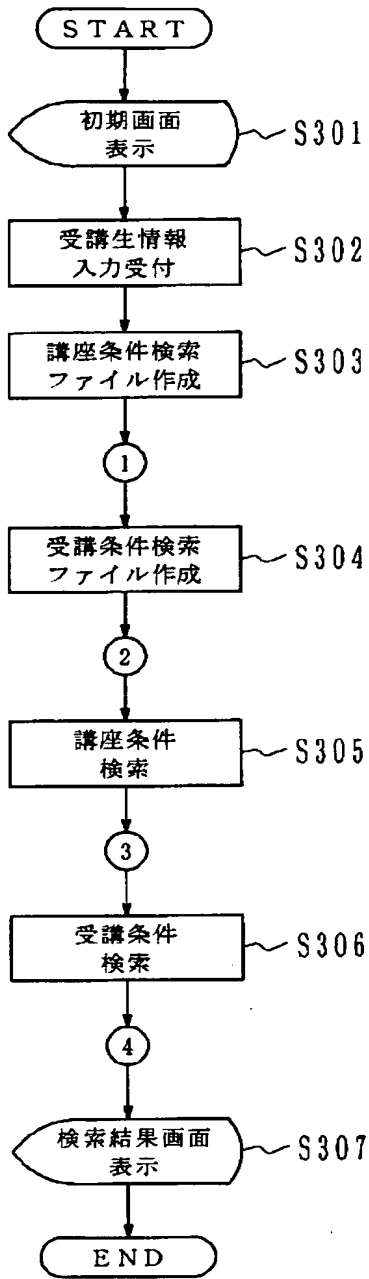 START
初期画面
表示
S301
受講生情報
入力受付
S302
講座条件検索
ファイル作成
S303
1
受講条件検索
ファイル作成
S304
2
講座条件
検索
S305
3
受講条件
検索
S306
4
検索結果画面
表示
S307
END